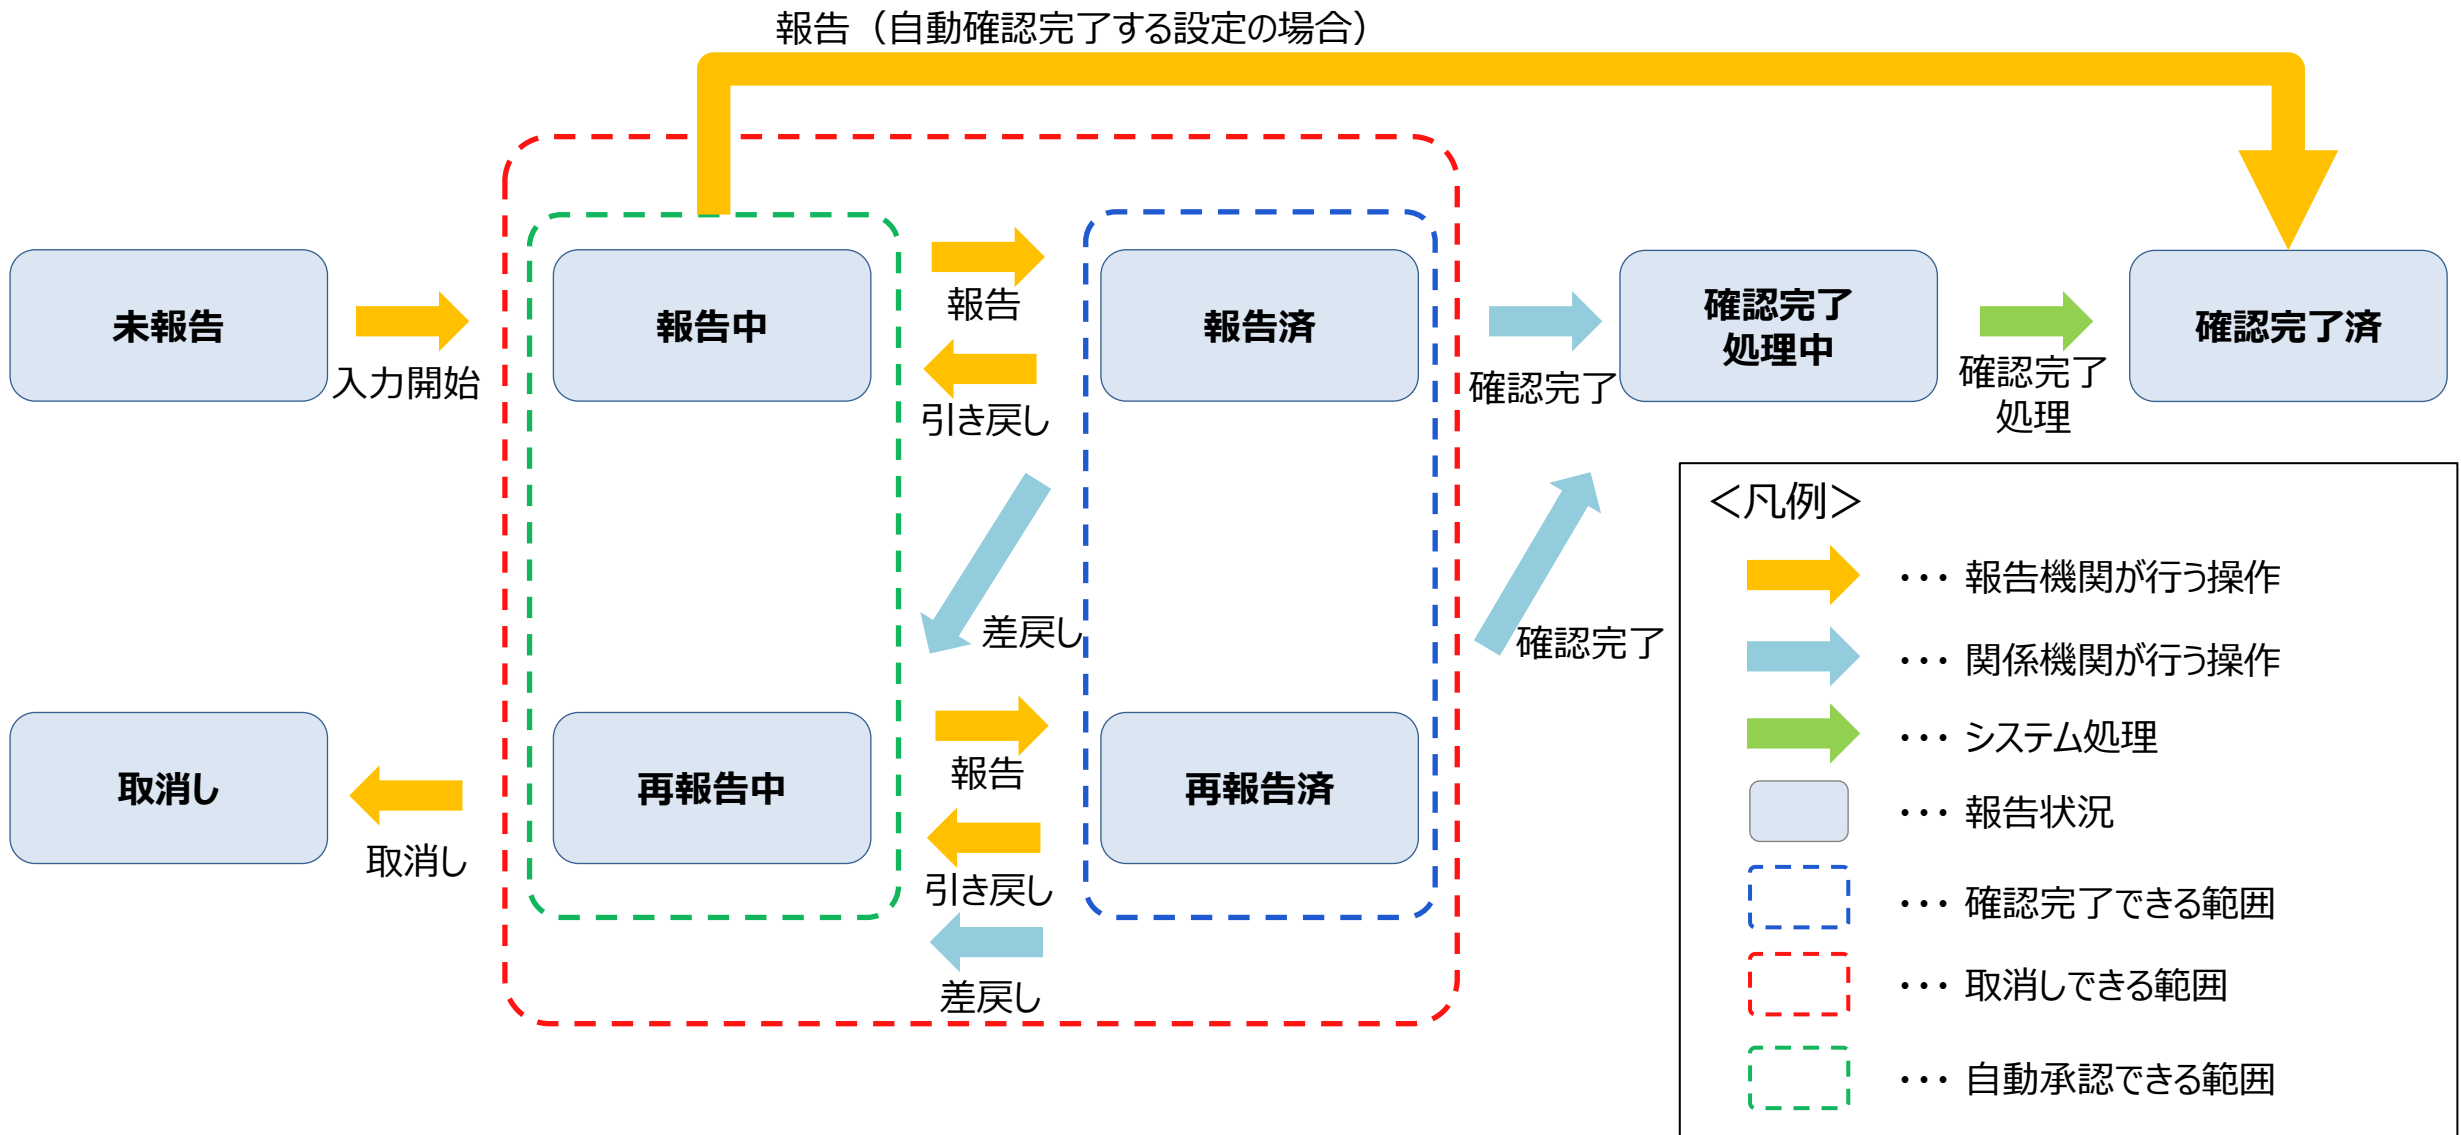 報告（自動確認完了する設定の場合）
未報告
入力開始
報告中
報告
引き戻し
報告済
確認完了
確認完了
処理中
確認完了
処理
確認完了済
差戻し
確認完了
取消し
取消し
再報告中
報告
引き戻し
差戻し
再報告済
＜凡例＞
・・・ 報告機関が行う操作
・・・ 関係機関が行う操作
・・・ システム処理
・・・ 報告状況
・・・ 確認完了できる範囲
・・・ 取消しできる範囲
・・・ 自動承認できる範囲